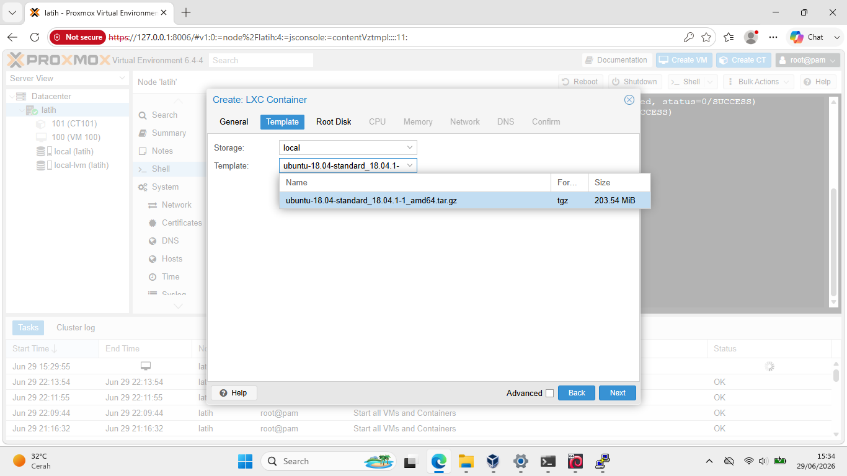 latih - Proxmox Virtual Environme
Not secure https://127.0.0.1:8006/#v1:0:=node%2Flatih:4:=jsconsole:=contentVztmpl::::11:
Chat
PROXMOX Virtual Environment 6.4-4 Search Documentation Create VM Create CT root@pam
Server View
Node 'latih'
Reboot Shutdown Shell Bulk Actions Help
Datacenter
latih
101 (CT101)
100 (VM 100)
local (latih)
local-lvm (latih)
Search
Summary
Notes
Shell
System
Network
Certificates
DNS
Hosts
Time
Syslog
ed, status=0/SUCCESS)
CCESS)
Create: LXC Container
General Template Root Disk CPU Memory Network DNS Confirm
Storage: local
Template: ubuntu-18.04-standard_18.04.1-
Name For... Size
ubuntu-18.04-standard_18.04.1-1_amd64.tar.gz tgz 203.54 MiB
Help Advanced Back Next
Tasks Cluster log
Start Time End Time Status
Jun 29 15:29:55
Jun 29 22:13:54 Jun 29 22:13:54 OK
Jun 29 22:11:55 Jun 29 22:11:55 OK
Jun 29 22:09:44 Jun 29 22:09:44 latih root@pam Start all VMs and Containers OK
Jun 29 21:16:32 Jun 29 21:16:32 latih root@pam Start all VMs and Containers OK
32°C
Cerah
Search
15:34
29/06/2026